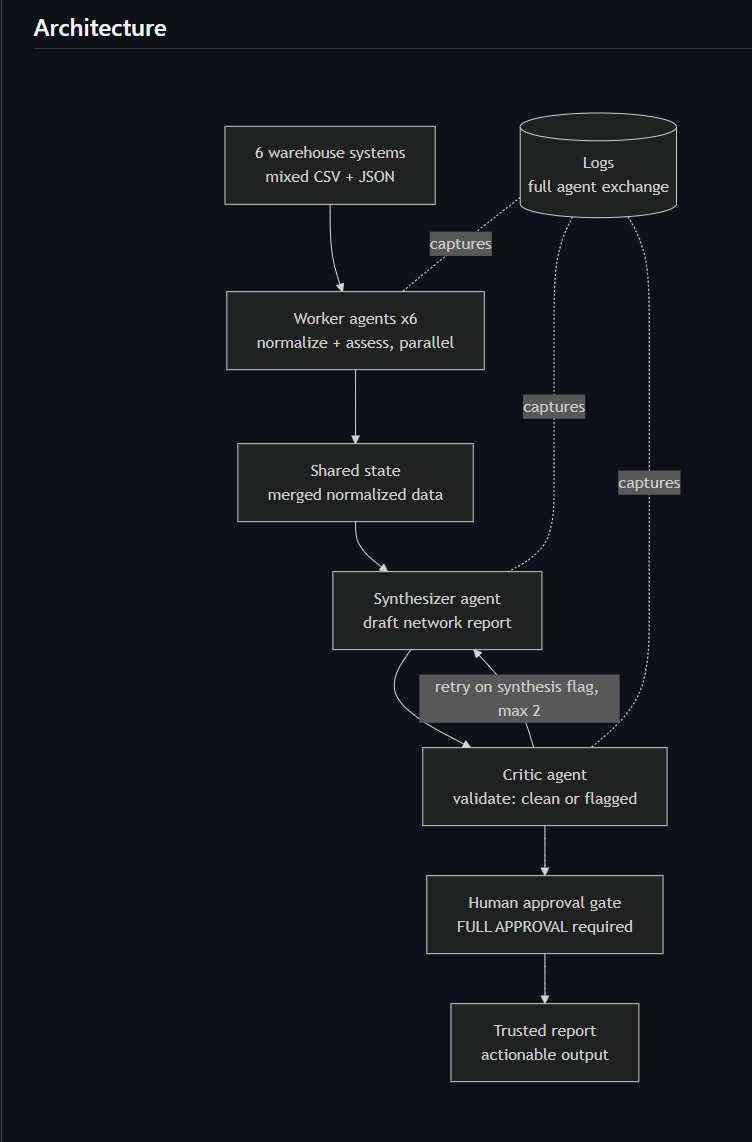 Architecture
6 warehouse systems
mixed CSV + JSON
Logs
full agent exchange
captures
Worker agents x6
normalize + assess, parallel
captures
Shared state
merged normalized data
captures
Synthesizer agent
draft network report
retry on synthesis flag,
max 2
Critic agent
validate: clean or flagged
Human approval gate
FULL APPROVAL required
Trusted report
actionable output